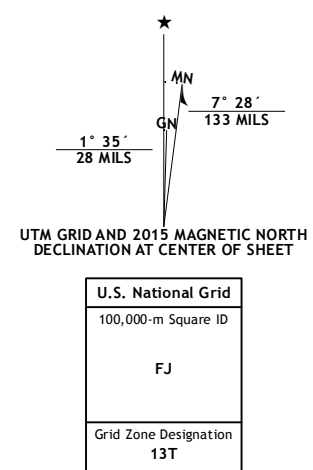 MN
7° 28´
133 MILS
GN
1° 35´
28 MILS
UTM GRID AND 2015 MAGNETIC NORTH
DECLINATION AT CENTER OF SHEET
U.S. National Grid
100,000-m Square ID
FJ
Grid Zone Designation
13T